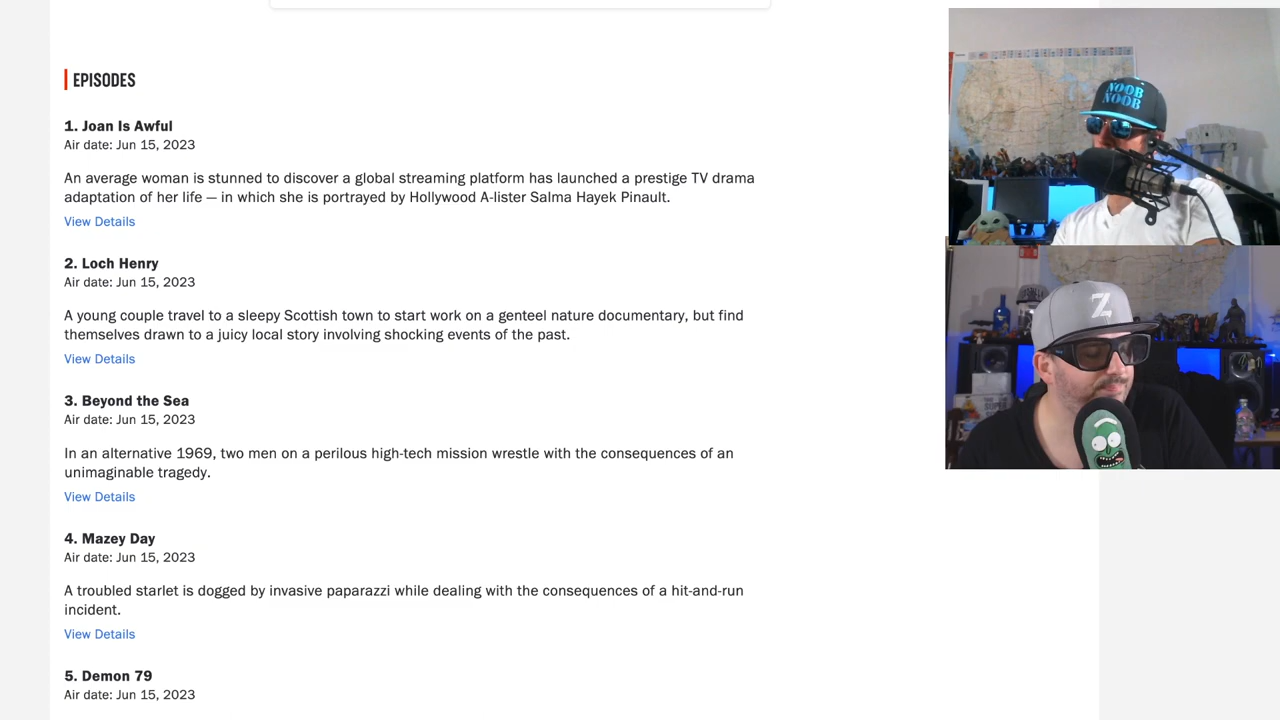 EPISODES
1. Joan Is Awful
Air date: Jun 15, 2023
An average woman is stunned to discover a global streaming platform has launched a prestige TV drama
adaptation of her life — in which she is portrayed by Hollywood A-lister Salma Hayek Pinault.
View Details
2. Loch Henry
Air date: Jun 15, 2023
A young couple travel to a sleepy Scottish town to start work on a genteel nature documentary, but find
themselves drawn to a juicy local story involving shocking events of the past.
View Details
3. Beyond the Sea
Air date: Jun 15, 2023
In an alternative 1969, two men on a perilous high-tech mission wrestle with the consequences of an
unimaginable tragedy.
View Details
4. Mazey Day
Air date: Jun 15, 2023
A troubled starlet is dogged by invasive paparazzi while dealing with the consequences of a hit-and-run
incident.
View Details
5. Demon 79
Air date: Jun 15, 2023
NOOB
NOOB
Z